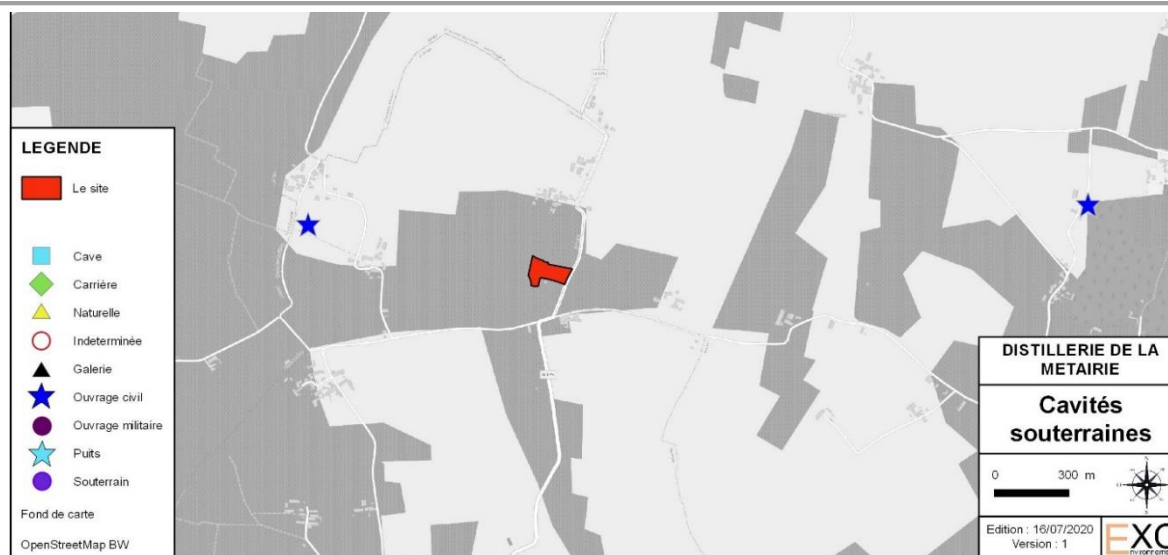 LEGENDE
Le site
Cave
Carrière
Naturelle
Indeterminée
Galerie
Ouvrage civil
Ouvrage militaire
Puits
Souterrain
Fond de carte
OpenStreetMap BW
DISTILLERIE DE LA
METAIRIE
Cavités
souterraines
0 300 m
Edition : 16/07/2020
Version : 1